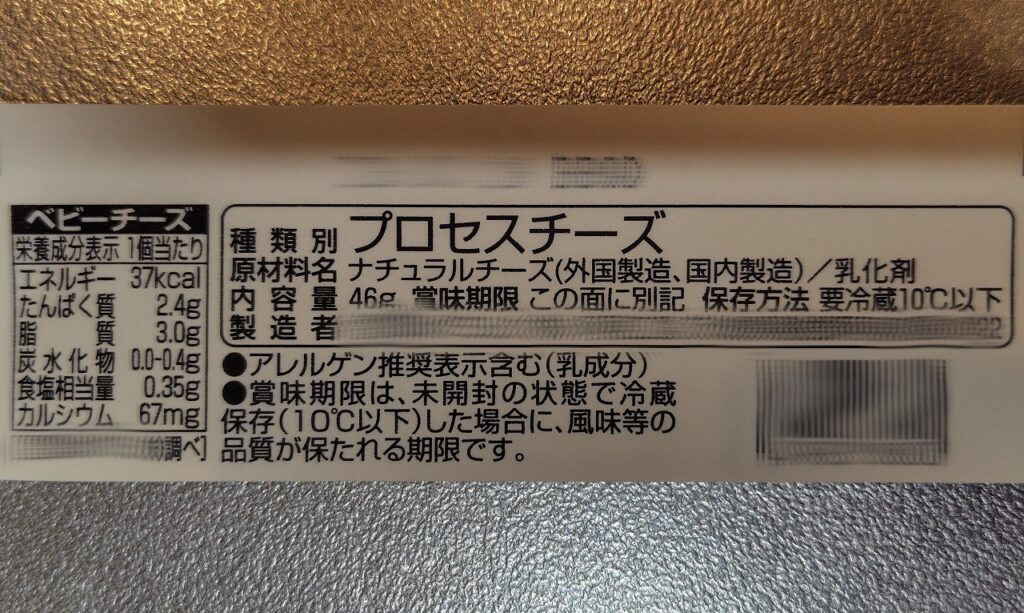 ベビーチーズ
栄養成分表示 1個当たり
エネルギー 37kcal
たんぱく質 2.4g
脂質 3.0g
炭水化物 0.0-0.4g
食塩相当量 0.35g
カルシウム 67mg
㈱調べ
種類別 プロセスチーズ
原材料名 ナチュラルチーズ(外国製造、国内製造)/乳化剤
内容量 46g 賞味期限 この面に別記 保存方法 要冷蔵10℃以下
製造者
●アレルゲン推奨表示含む(乳成分)
●賞味期限は、未開封の状態で冷蔵
保存(10℃以下)した場合に、風味等の
品質が保たれる期限です。